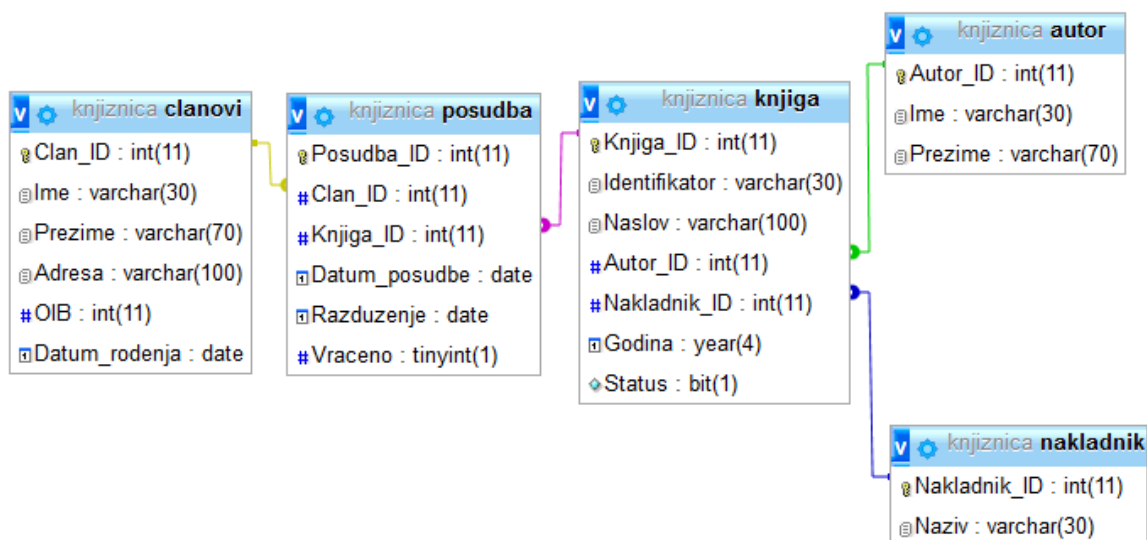 knjiznica clanovi
Clan_ID : int(11)
Ime : varchar(30)
Prezime : varchar(70)
Adresa : varchar(100)
OIB : int(11)
Datum_rodenja : date
knjiznica posudba
Posudba_ID : int(11)
Clan_ID : int(11)
Knjiga_ID : int(11)
Datum_posudbe : date
Razduzenje : date
Vraceno : tinyint(1)
knjiznica knjiga
Knjiga_ID : int(11)
Identifikator : varchar(30)
Naslov : varchar(100)
Autor_ID : int(11)
Nakladnik_ID : int(11)
Godina : year(4)
Status : bit(1)
knjiznica autor
Autor_ID : int(11)
Ime : varchar(30)
Prezime : varchar(70)
knjiznica nakladnik
Nakladnik_ID : int(11)
Naziv : varchar(30)